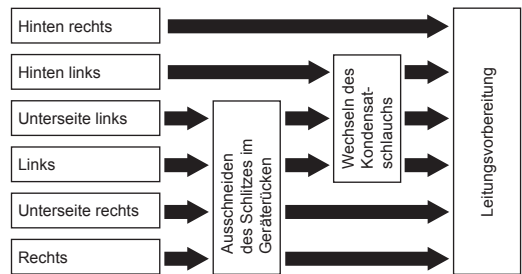 Hinten rechts
Hinten links
Unterseite links
Links
Unterseite rechts
Rechts
Ausschneiden
des Schlitzes im
Geräterücken
Wechseln des
Kondensat-
schlauchs
Leitungsvorbereitung